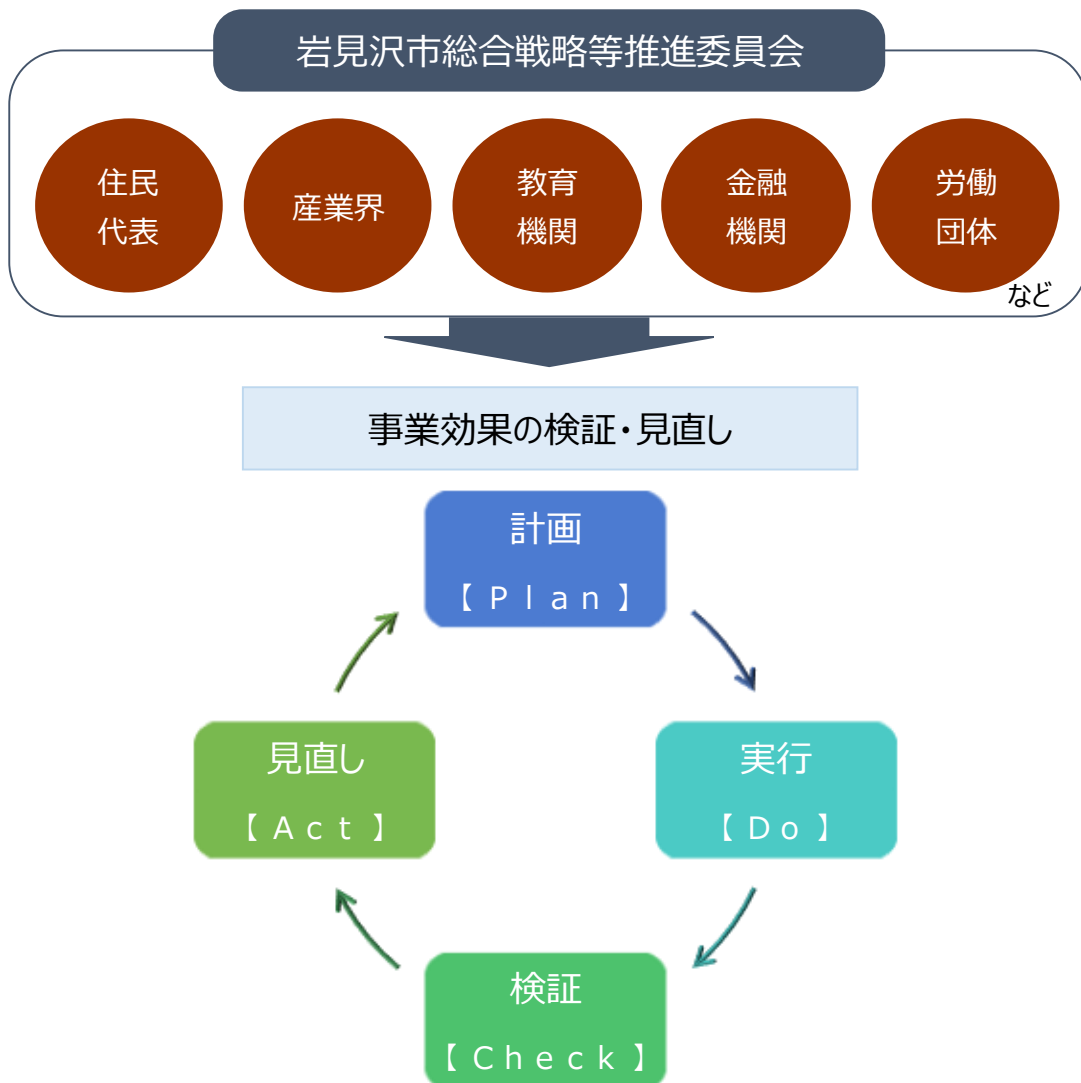 岩見沢市総合戦略等推進委員会
住民
代表
産業界
教育
機関
金融
機関
労働
団体
など
事業効果の検証・見直し
計画
【 Ｐｌａｎ 】
見直し
【 Ａｃｔ 】
実行
【 Ｄｏ 】
検証
【 Ｃｈｅｃｋ 】